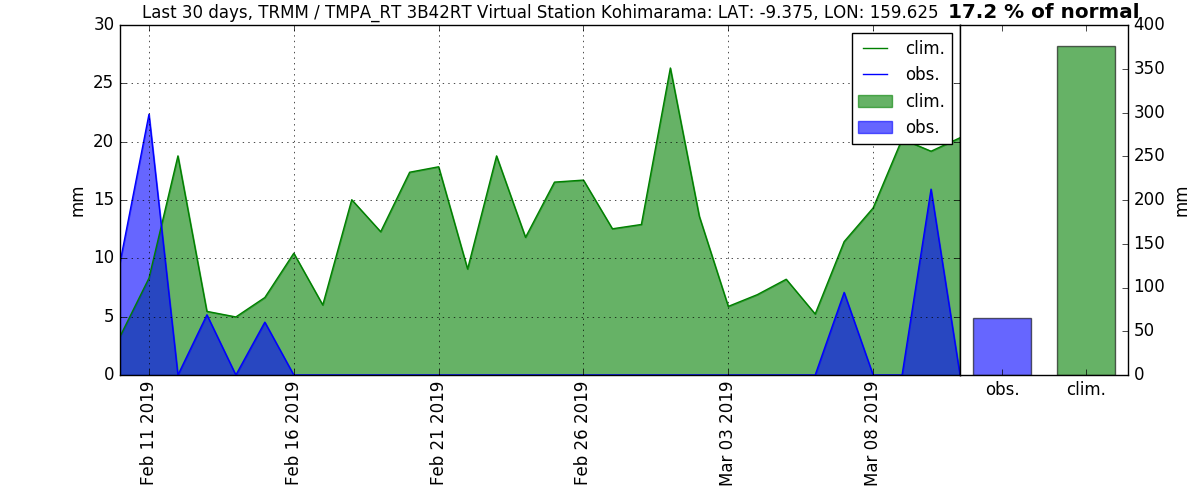 Last 30 days, TRMM / TMPA_RT 3B42RT Virtual Station Kohimarama: LAT: -9.375, LON: 159.625 17.2 % of normal
30
25
20
15
10
5
0
mm
clim.
obs.
clim.
obs.
400
350
300
250
200
150
100
50
0
mm
Feb 11 2019
Feb 16 2019
Feb 21 2019
Feb 26 2019
Mar 03 2019
Mar 08 2019
obs.
clim.